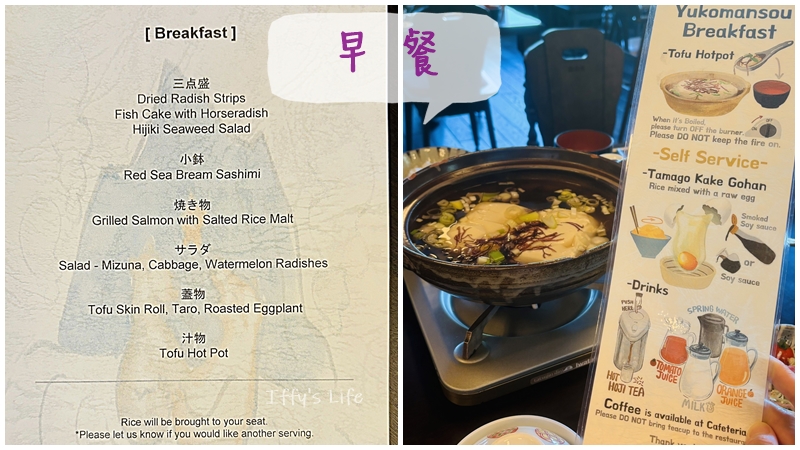 早餐
[ Breakfast ]
三点盛
Dried Radish Strips
Fish Cake with Horseradish
Hijiki Seaweed Salad
小鉢
Red Sea Bream Sashimi
焼き物
Grilled Salmon with Salted Rice Malt
サラダ
Salad - Mizuna, Cabbage, Watermelon Radishes
蓋物
Tofu Skin Roll, Taro, Roasted Eggplant
汁物
Tofu Hot Pot
Iffy's Life
Rice will be brought to your seat.
*Please let us know if you would like another serving.
Yukomansou
Breakfast
-Tofu Hotpot-
When it's Boiled,
please turn OFF the burner.
Please DO NOT keep the fire on.
-Self Service-
-Tamago Kake Gohan
Rice mixed with a raw egg
Smoked
Soy sauce
or
Soy sauce
-Drinks
PUSH
HERE
SPRING WATER
TOMATO
JUICE
ORANGE
JUICE
HOT
HOJI TEA
MILK
Coffee is available at Cafeteria
Please DO NOT bring teacup to the restaur
Thank